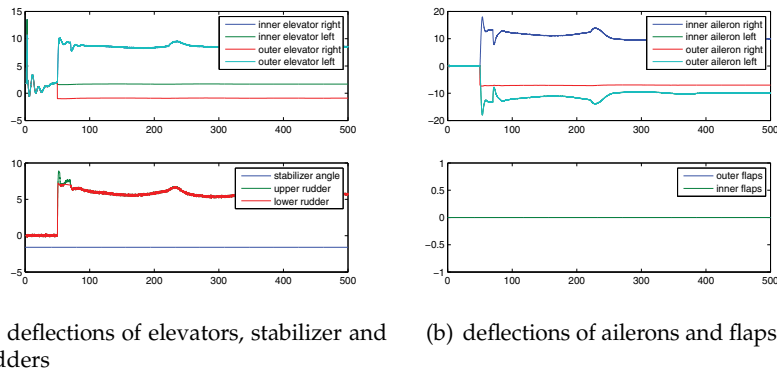 15
10
5
0
−5
0 100 200 300 400 500
inner elevator right
inner elevator left
outer elevator right
outer elevator left
20
10
0
−10
−20
0 100 200 300 400 500
inner aileron right
inner aileron left
outer aileron right
outer aileron left
10
5
0
−5
0 100 200 300 400 500
stabilizer angle
upper rudder
lower rudder
1
0.5
0
−0.5
−1
0 100 200 300 400 500
outer flaps
inner flaps
deflections of elevators, stabilizer and
dders
(b) deflections of ailerons and flaps